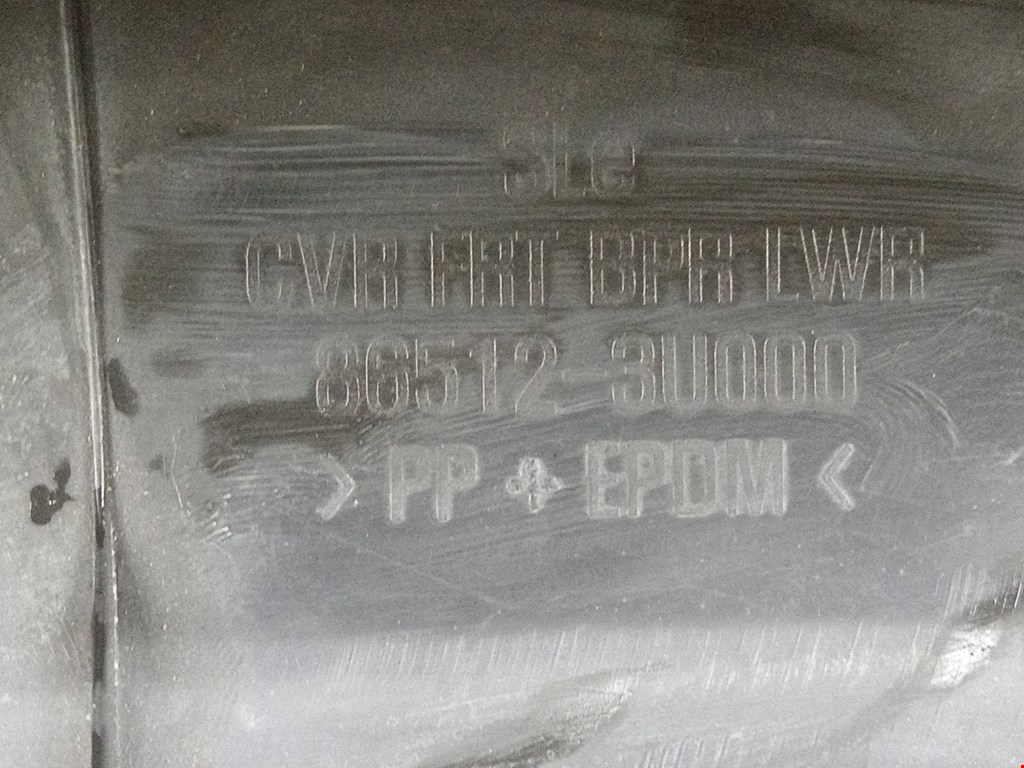 CVR FRT BPR LWR
86512-3U000
> PP + EPDM <